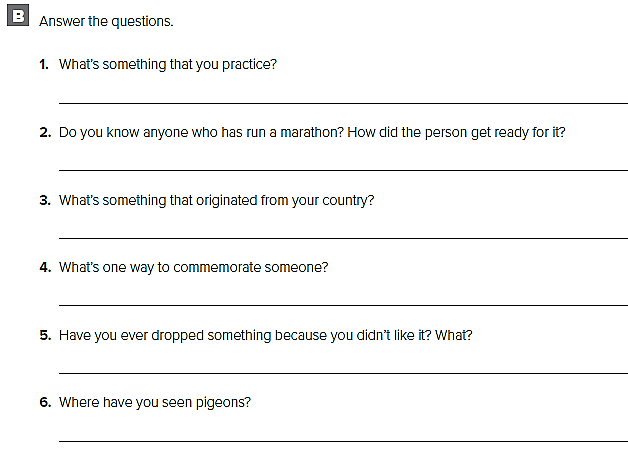 B Answer the questions.
1. What's something that you practice?
2. Do you know anyone who has run a marathon? How did the person get ready for it?
3. What's something that originated from your country?
4. What's one way to commemorate someone?
5. Have you ever dropped something because you didn't like it? What?
6. Where have you seen pigeons?